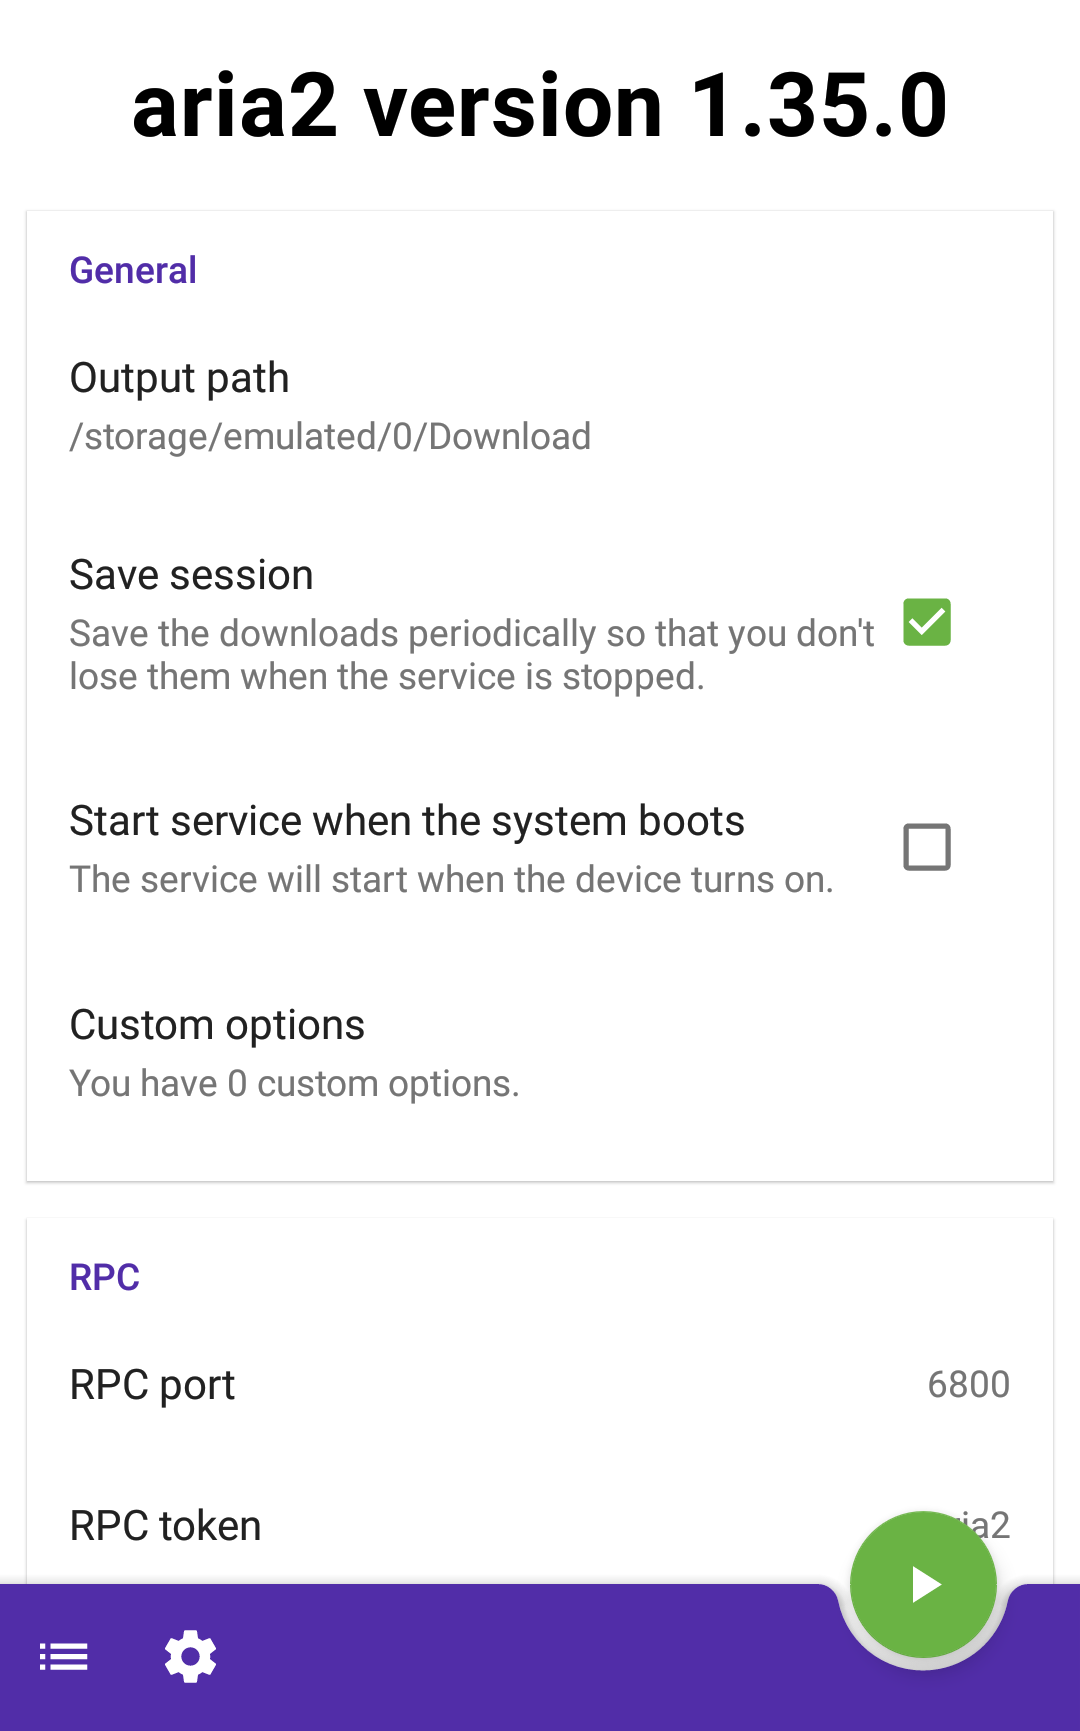 aria2 version 1.35.0
General
Output path
/storage/emulated/0/Download
Save session
Save the downloads periodically so that you don't
lose them when the service is stopped.
Start service when the system boots
The service will start when the device turns on.
Custom options
You have 0 custom options.
RPC
RPC port
6800
RPC token